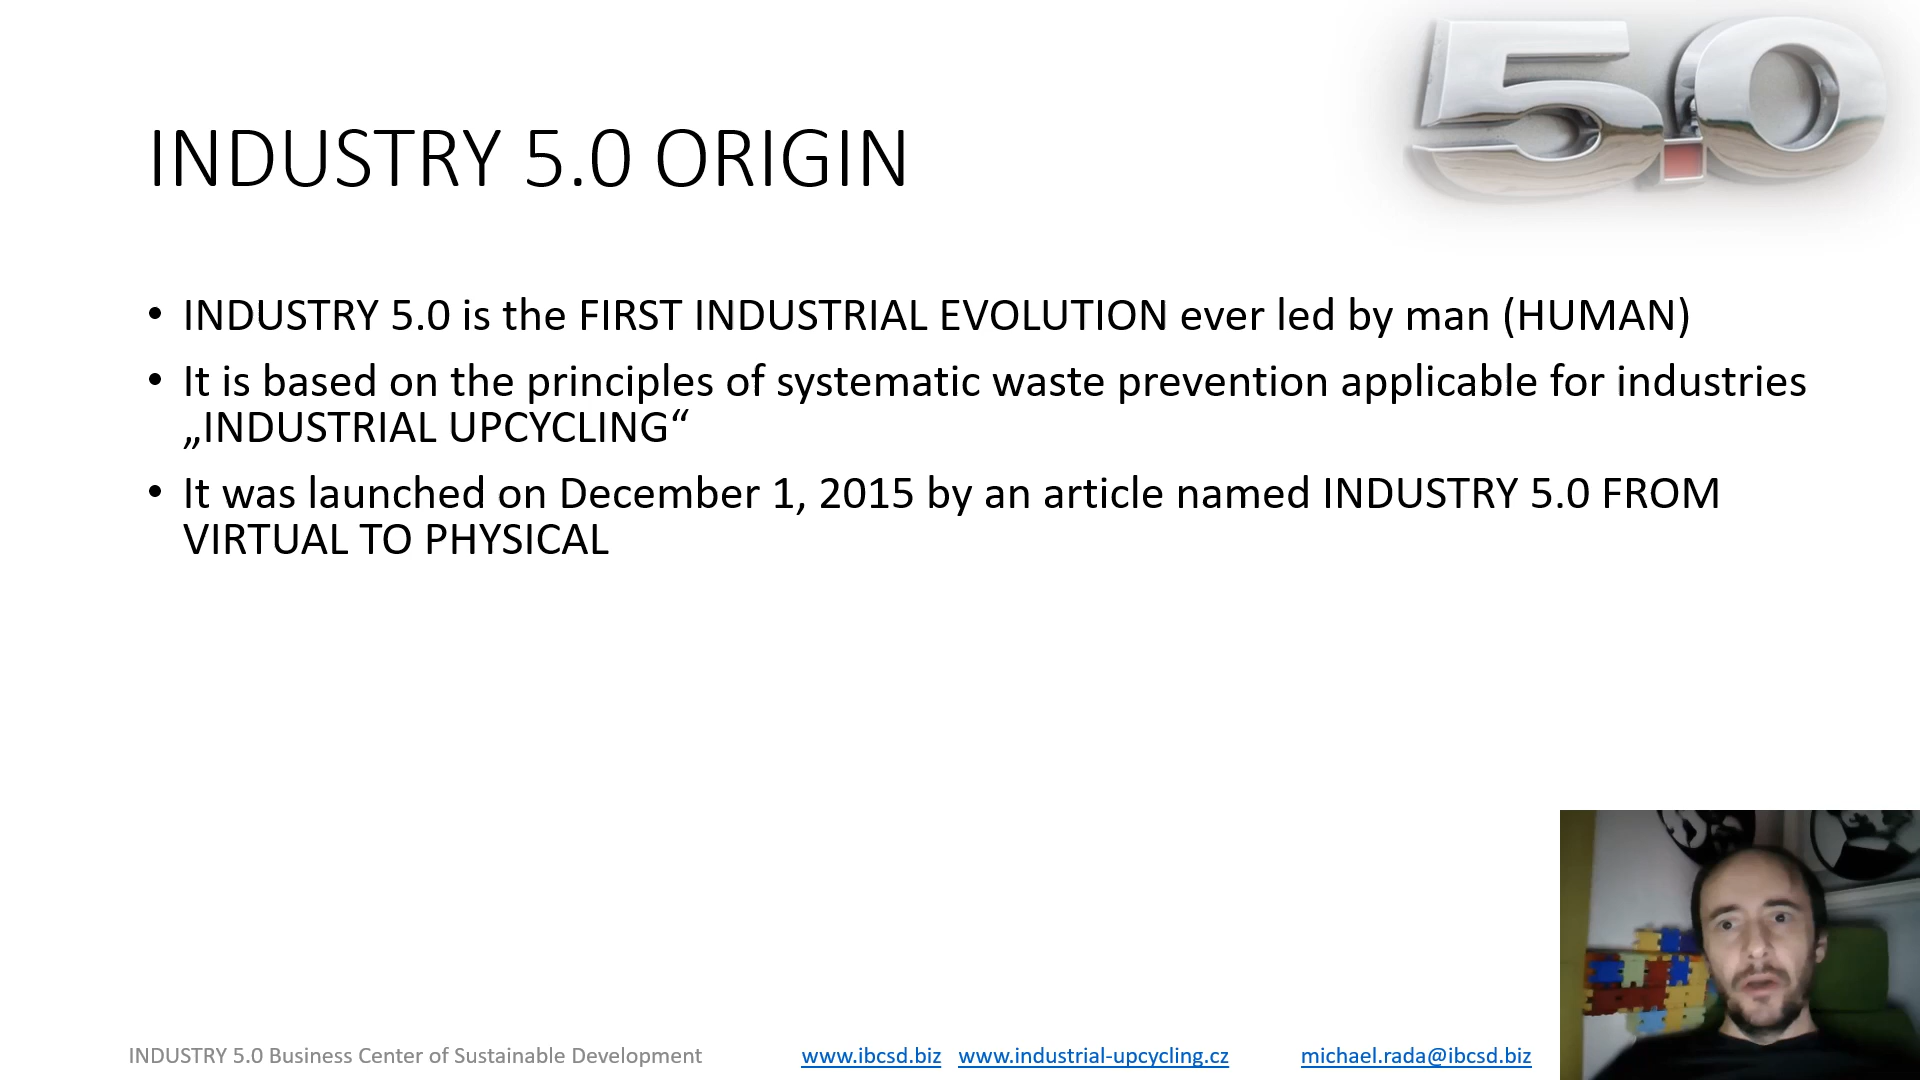 5.0
INDUSTRY 5.0 ORIGIN
• INDUSTRY 5.0 is the FIRST INDUSTRIAL EVOLUTION ever led by man (HUMAN)
• It is based on the principles of systematic waste prevention applicable for industries
„INDUSTRIAL UPCYCLING“
• It was launched on December 1, 2015 by an article named INDUSTRY 5.0 FROM
VIRTUAL TO PHYSICAL
INDUSTRY 5.0 Business Center of Sustainable Development www.ibcsd.biz www.industrial-upcycling.cz michael.rada@ibcsd.biz